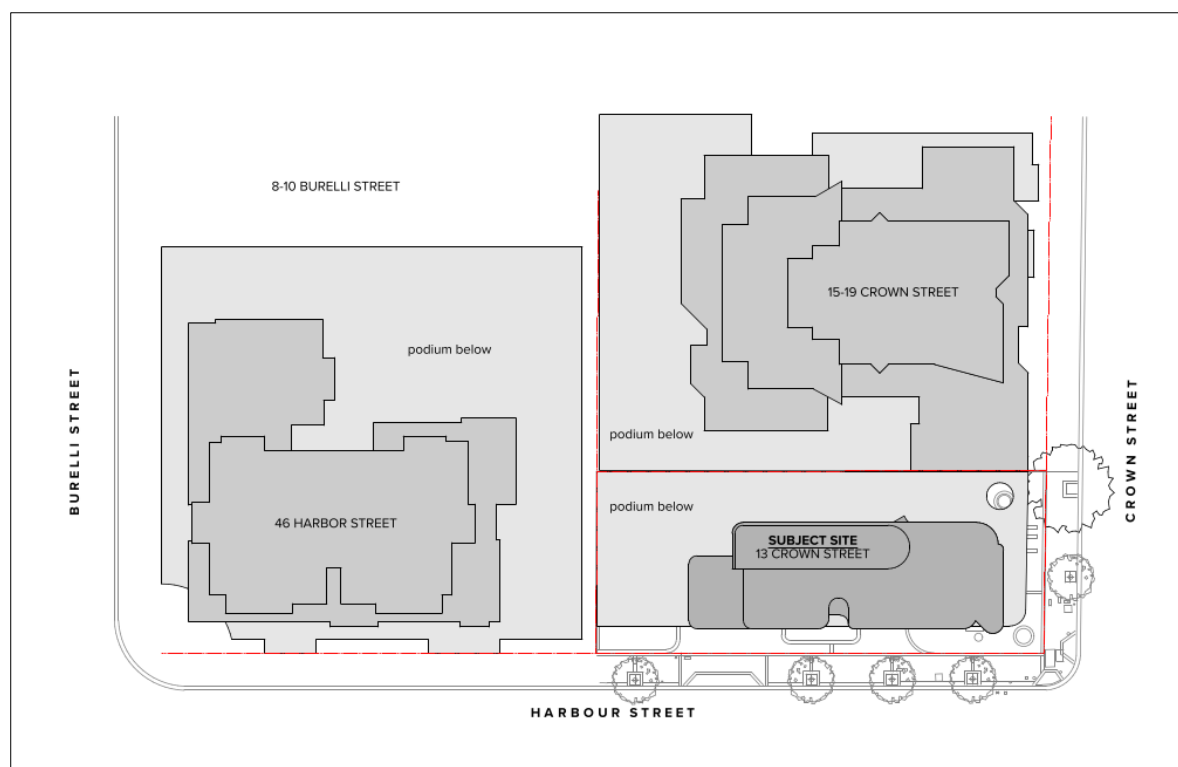 8-10 BURELLI STREET
15-19 CROWN STREET
podium below
BURELLI STREET
CROWN STREET
podium below
podium below
46 HARBOR STREET
SUBJECT SITE
13 CROWN STREET
HARBOUR STREET